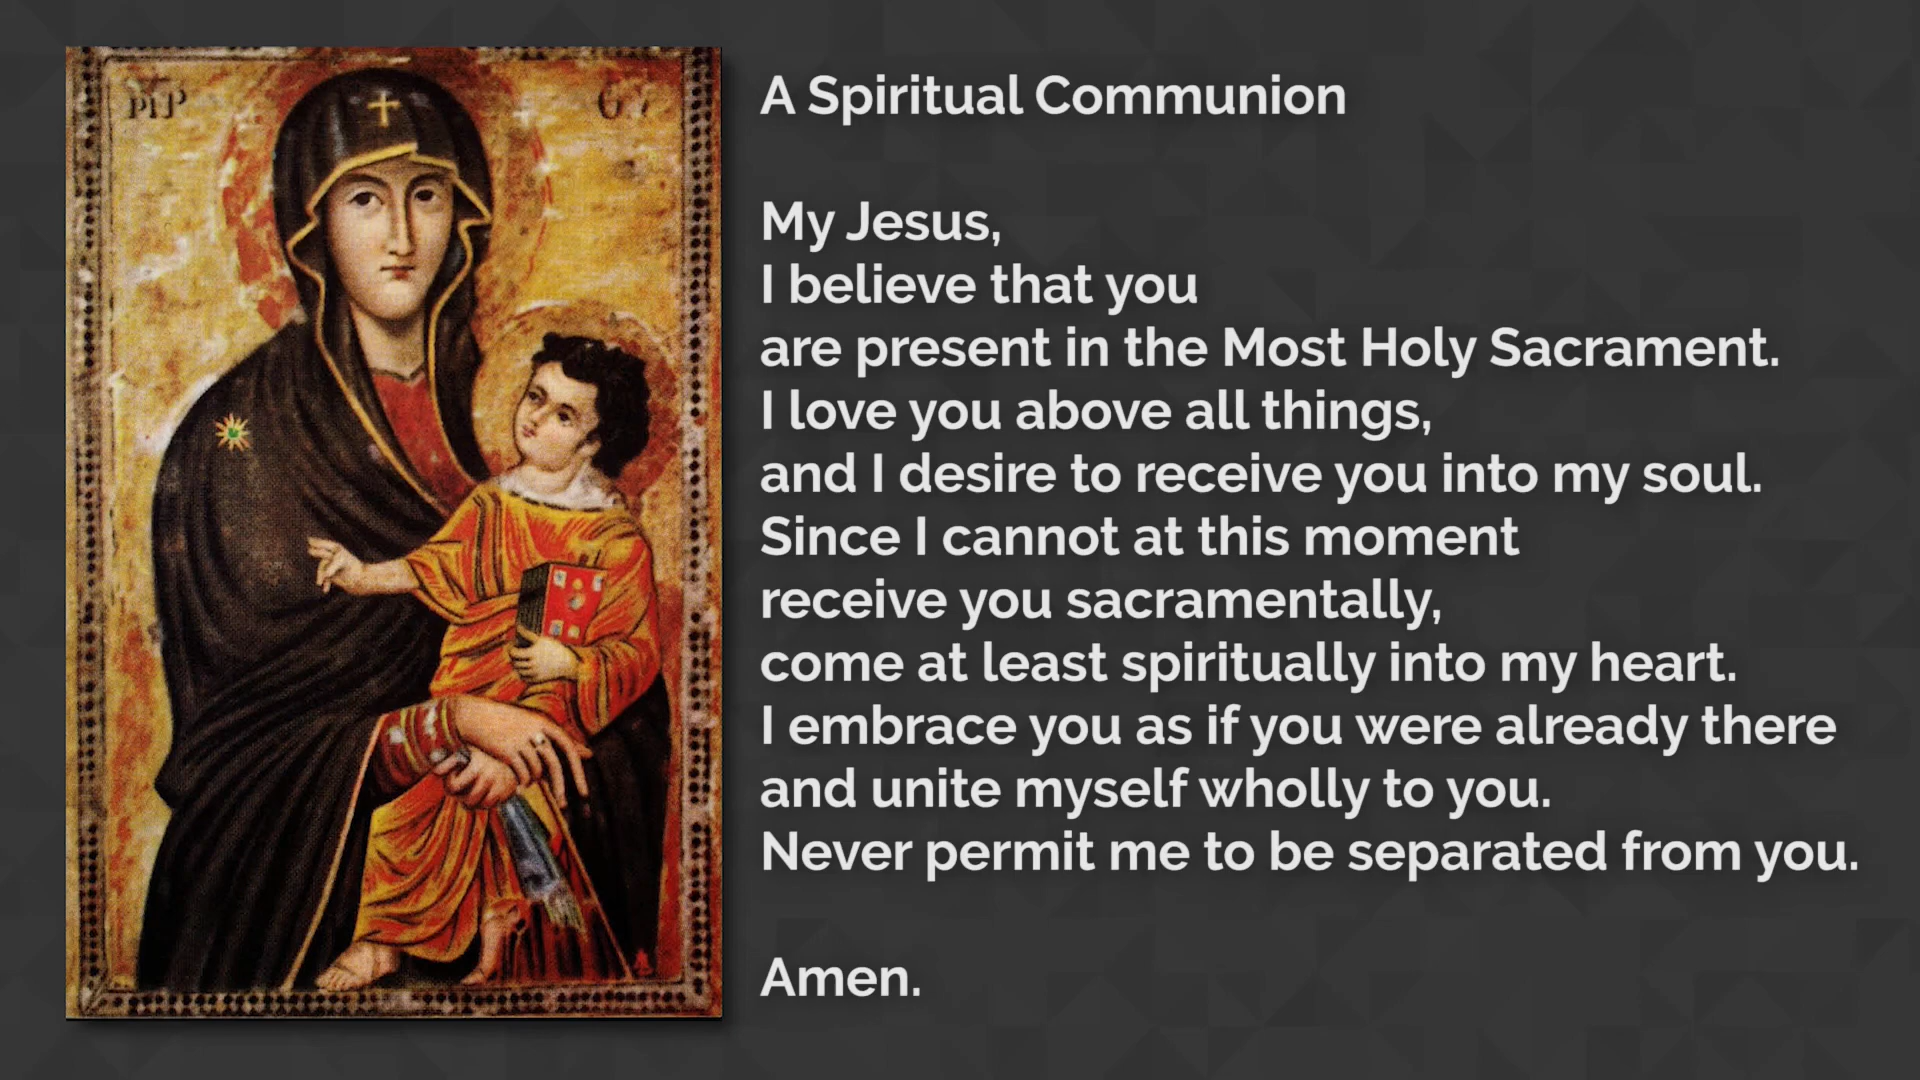 A Spiritual Communion
My Jesus,
I believe that you
are present in the Most Holy Sacrament.
I love you above all things,
and I desire to receive you into my soul.
Since I cannot at this moment
receive you sacramentally,
come at least spiritually into my heart.
I embrace you as if you were already there
and unite myself wholly to you.
Never permit me to be separated from you.
Amen.